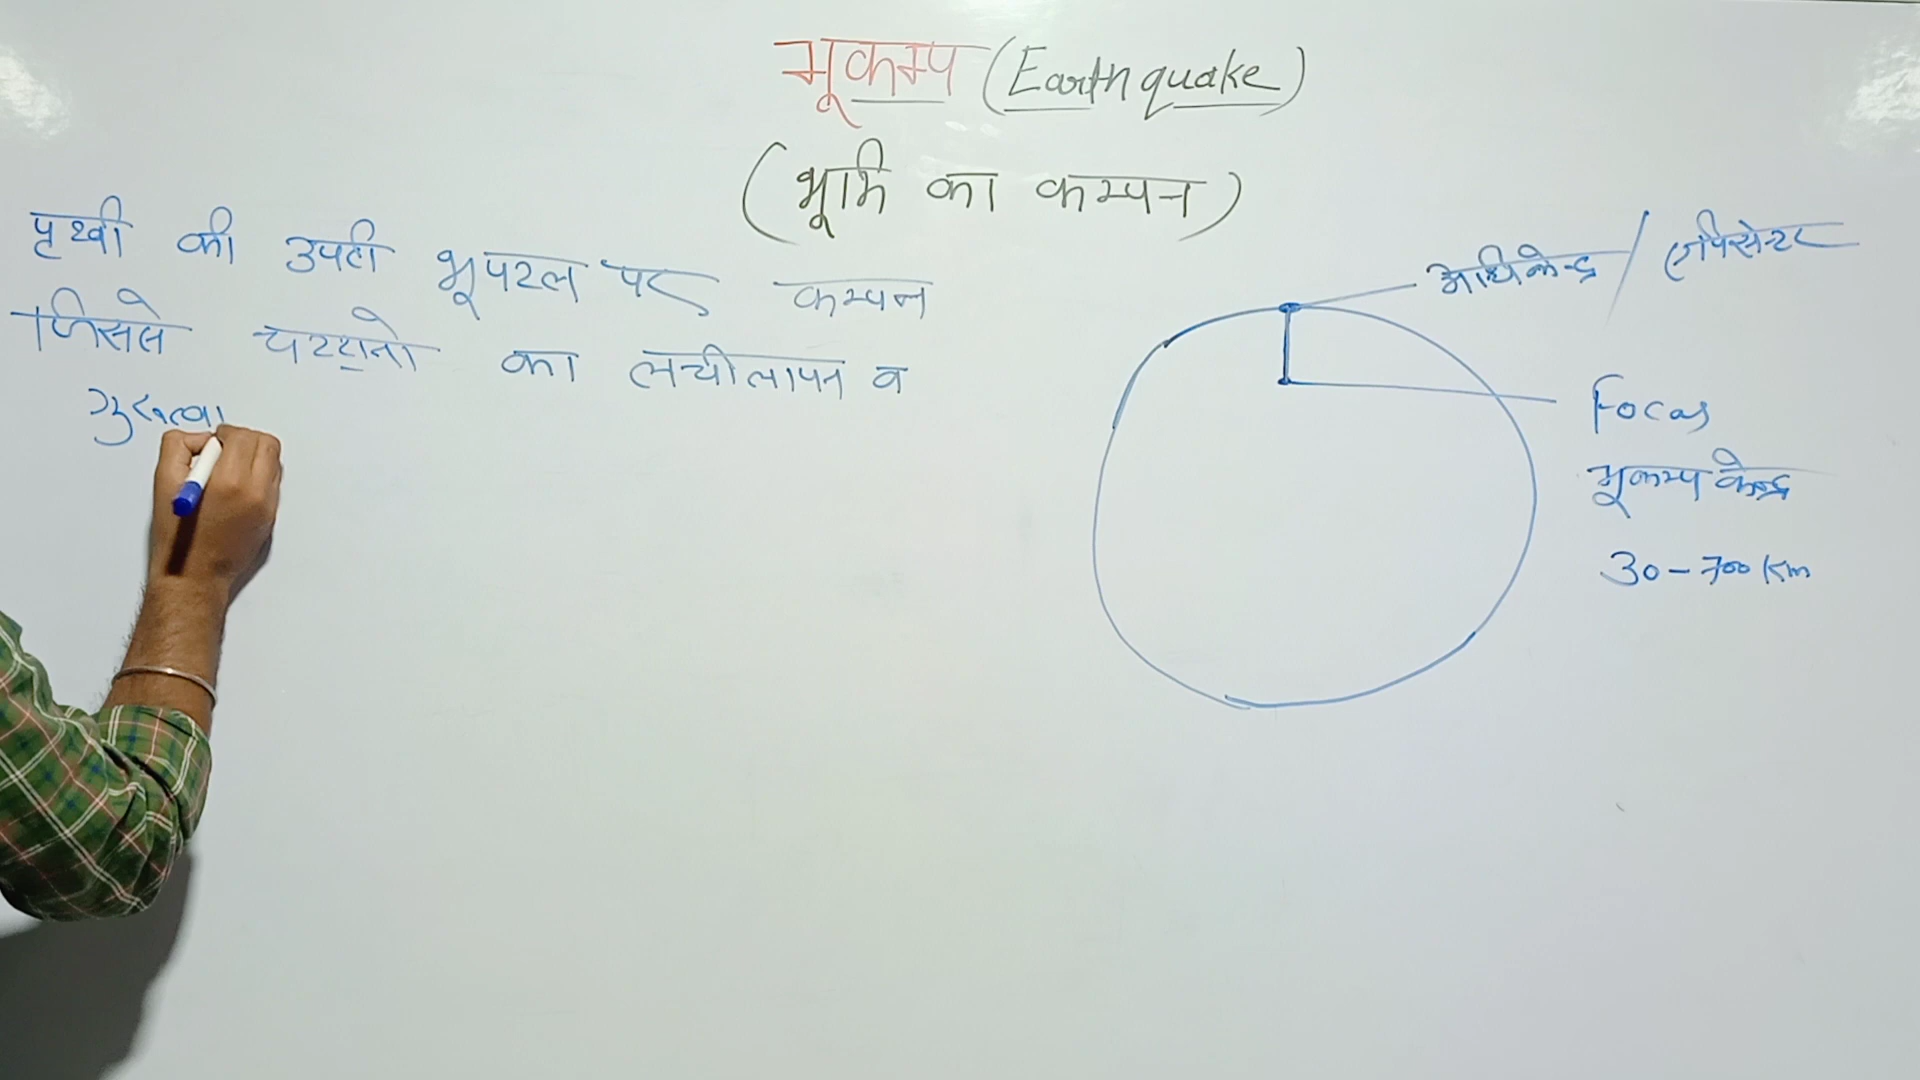 भूकम्प (Earthquake)
(भूमि का कम्पन)
पृथ्वी की उपरी भूपटल पर कम्पन
जिससे चट्टानो का लचीलापन व
गुरुत्वा
अधिकेन्द्र / एपिसेन्टर
Focus
भूकम्प केन्द्र
30-700 Km